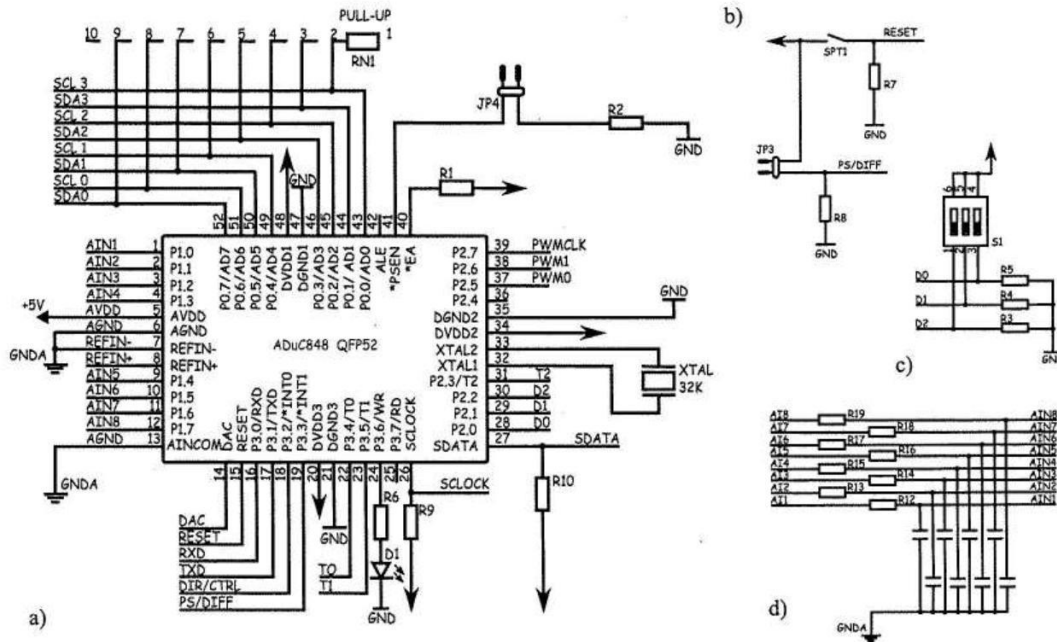 PULL-UP
10 9 8 7 6 5 4 3 2 1
RN1
SCL 3
SDA3
SCL 2
SDA2
SCL 1
SDA1
SCL 0
SDA0
GND
JP4
R2
GND
R1
52 51 50 49 48 47 46 45 44 43 42 41 40
P0.7/AD7
P0.6/AD6
P0.5/AD5
P0.4/AD4
DVDD1
DGND1
P0.3/AD3
P0.2/AD2
P0.1/ AD1
P0.0/AD0
ALE
*PSEN
*EA
AIN1 1 P1.0
AIN2 2 P1.1
AIN3 3 P1.2
AIN4 4 P1.3
+5V AVDD 5 AVDD
AGND 6 AGND
REFIN- 7 REFIN-
GNDA
REFIN+ 8 REFIN+
AIN5 9 P1.4
AIN6 10 P1.5
AIN7 11 P1.6
AIN8 12 P1.7
AGND 13 AINCOM
GNDA
ADuC848 QFP52
P2.7 39 PWMCLK
P2.6 38 PWM1
P2.5 37 PWM0
P2.4 36
DGND2 35 GND
DVDD2 34
XTAL2 33
XTAL1 32
XTAL
32K
P2.3/T2 31 T2
P2.2 30 D2
P2.1 29 D1
P2.0 28 D0
SDATA 27 SDATA
DAC
RESET
P3.0/RXD
P3.1/TXD
P3.2/*INT0
P3.3/*INT1
DVDD3
DGND3
P3.4/T0
P3.5/T1
P3.6/WR
P3.7/RD
SCLOCK
14 15 16 17 18 19 20 21 22 23 24 25 26
SCLOCK
R6
R9
R10
DAC
RESET
RXD
TXD
DIR/CTRL
PS/DIFF
GND
T0
T1
D1
GND
a)
b)
RESET
SPT1
R7
GND
JP3
PS/DIFF
R8
GND
6 5 4
S1
1 2 3
D0 R5
D1 R4
D2 R3
GND
c)
AI8 R19 AIN8
AI7 R18 AIN7
AI6 R17 AIN6
AI5 R16 AIN5
AI4 R15 AIN4
AI3 R14 AIN3
AI2 R13 AIN2
AI1 R12 AIN1
GNDA
d)